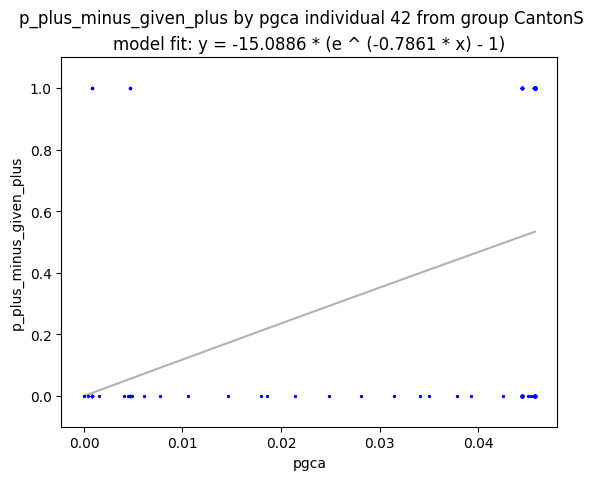 p_plus_minus_given_plus by pgca individual 42 from group CantonS
model fit: y = -15.0886 * (e ^ (-0.7861 * x) - 1)
1.0
0.8
0.6
0.4
0.2
0.0
p_plus_minus_given_plus
0.00
0.01
0.02
0.03
0.04
pgca